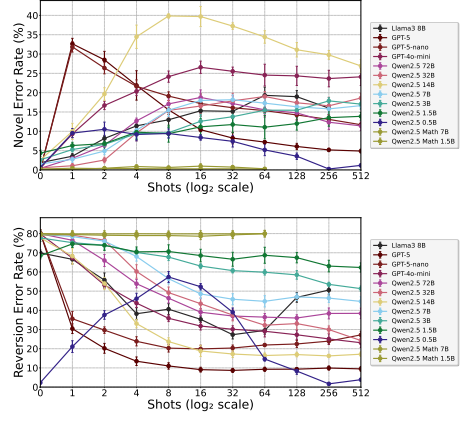 Novel Error Rate (%)
40
35
30
25
20
15
10
5
0
0 1 2 4 8 16 32 64 128 256 512
Shots (log₂ scale)
Llama3 8B
GPT-5
GPT-5-nano
GPT-4o-mini
Qwen2.5 72B
Qwen2.5 32B
Qwen2.5 14B
Qwen2.5 7B
Qwen2.5 3B
Qwen2.5 1.5B
Qwen2.5 0.5B
Qwen2.5 Math 7B
Qwen2.5 Math 1.5B
Reversion Error Rate (%)
80
70
60
50
40
30
20
10
0
0 1 2 4 8 16 32 64 128 256 512
Shots (log₂ scale)
Llama3 8B
GPT-5
GPT-5-nano
GPT-4o-mini
Qwen2.5 72B
Qwen2.5 32B
Qwen2.5 14B
Qwen2.5 7B
Qwen2.5 3B
Qwen2.5 1.5B
Qwen2.5 0.5B
Qwen2.5 Math 7B
Qwen2.5 Math 1.5B